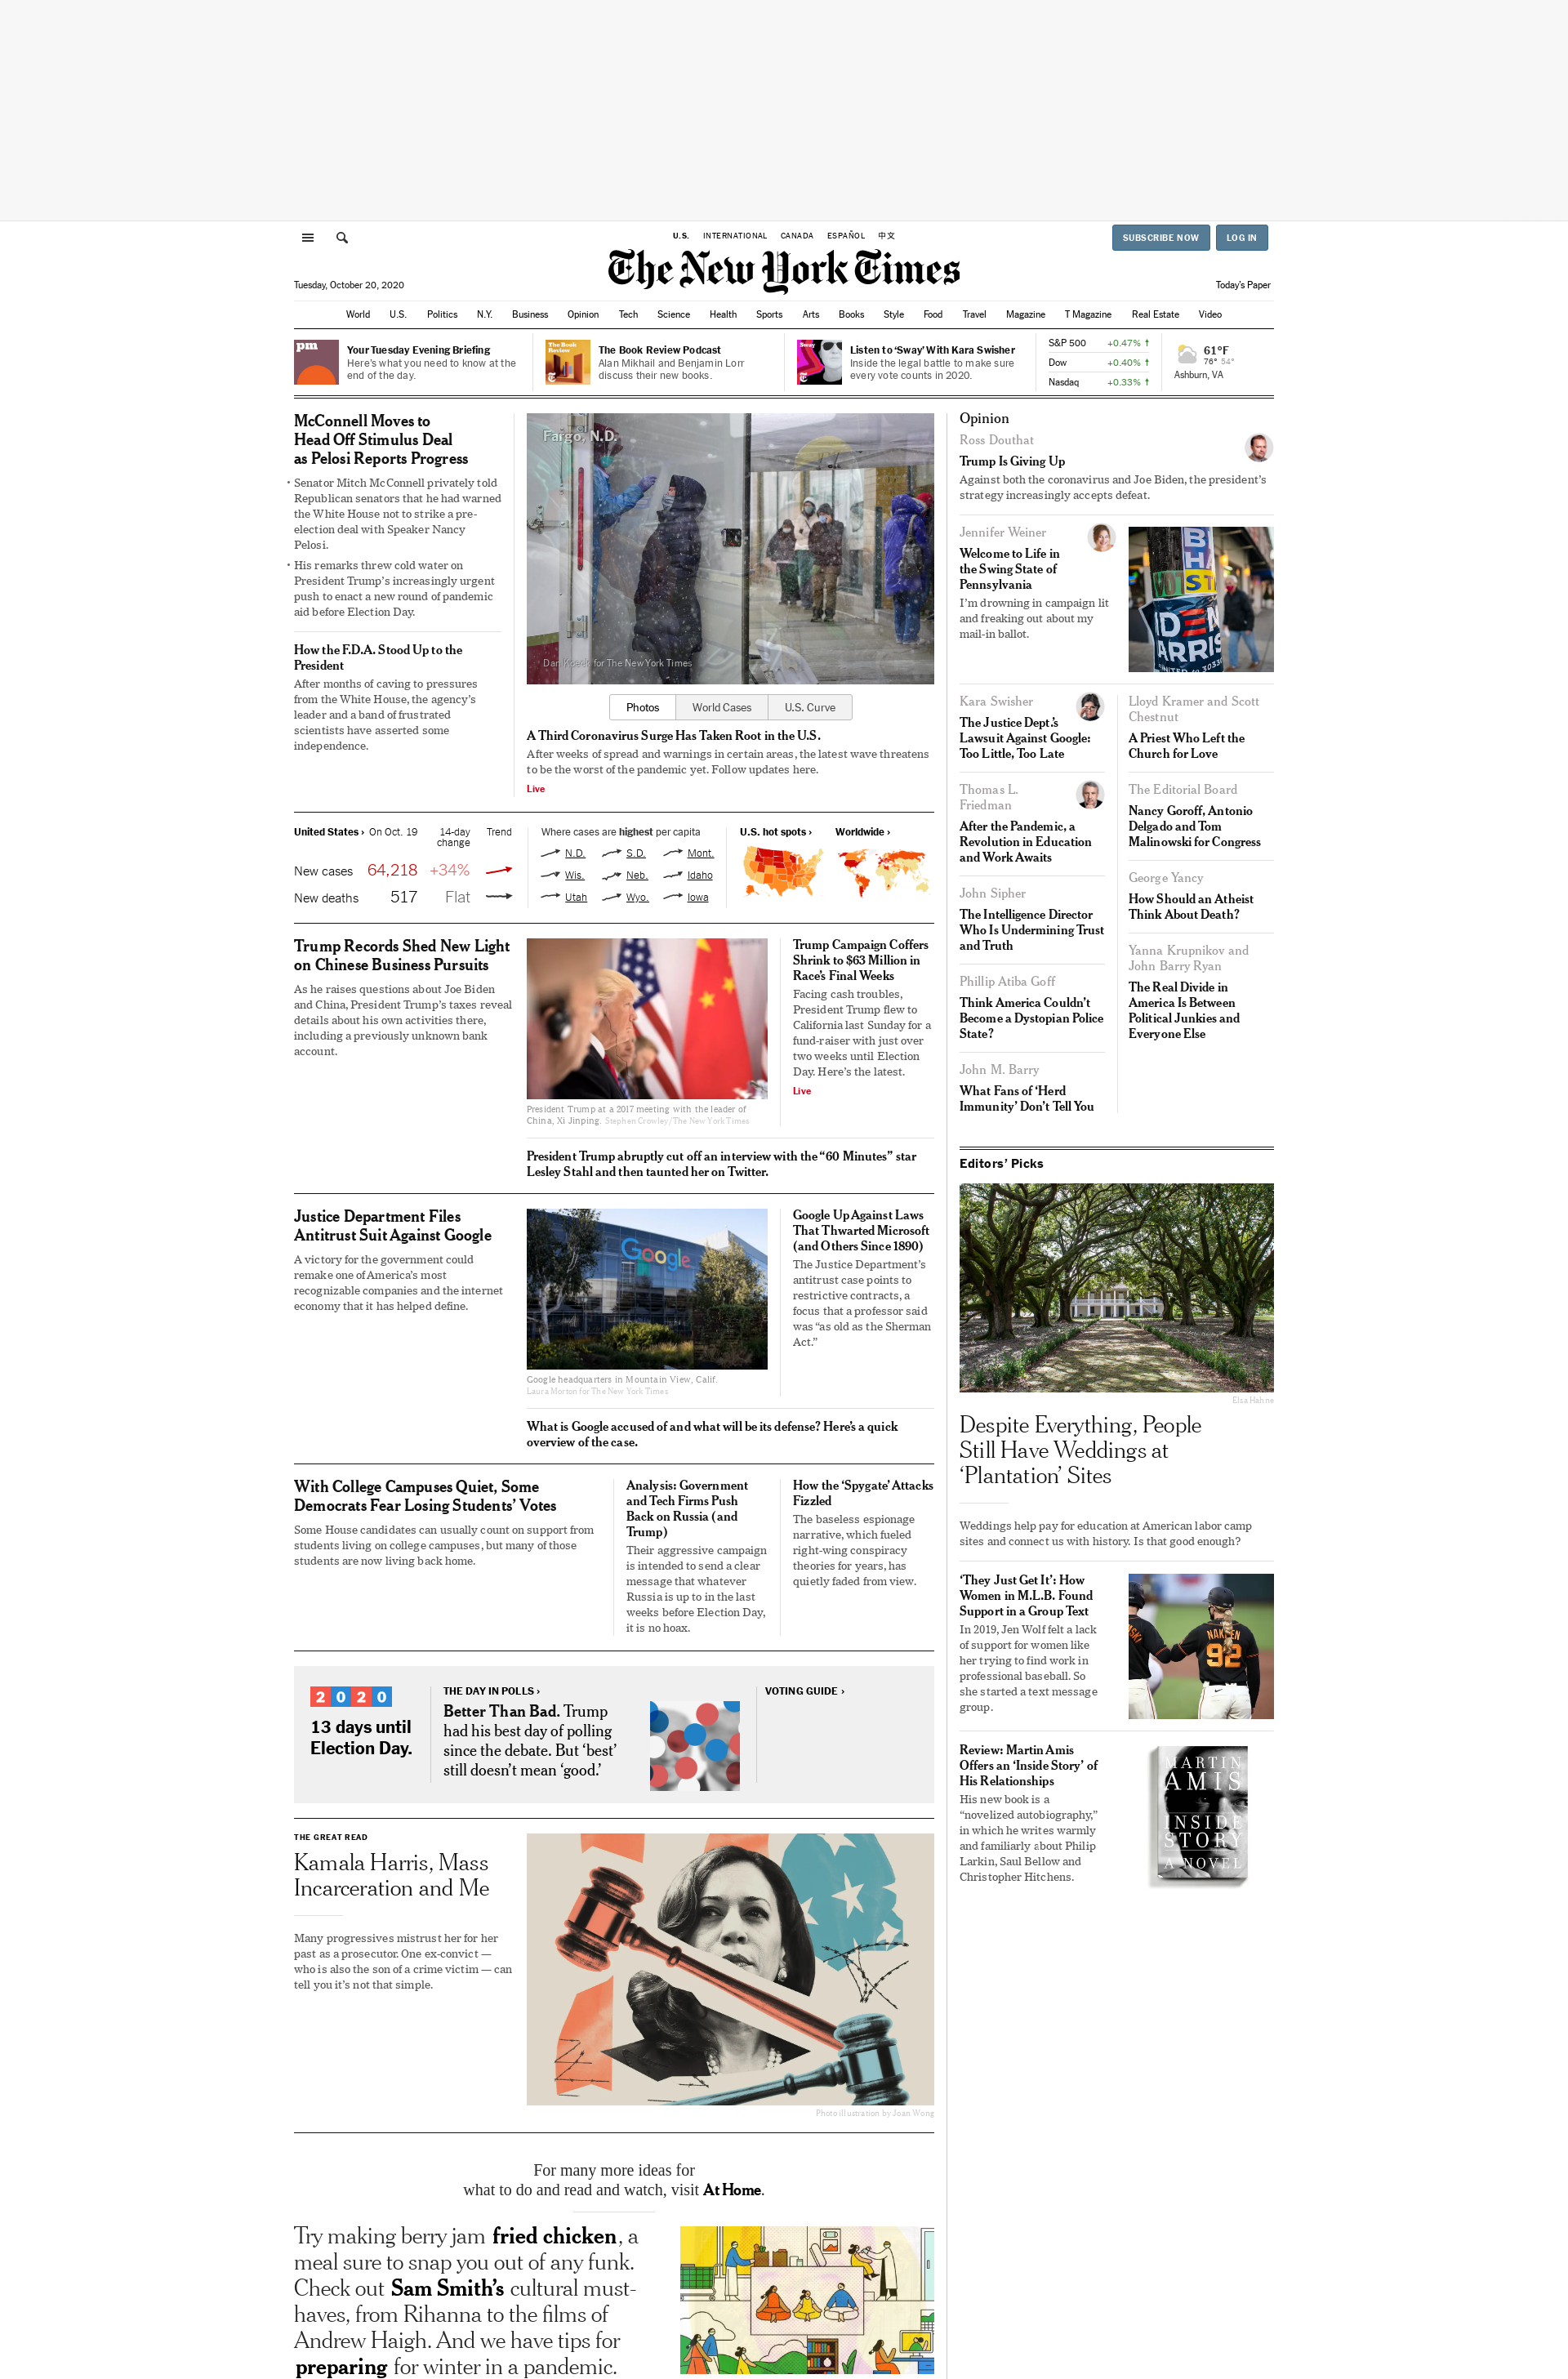 U.S. INTERNATIONAL CANADA ESPAÑOL 中文
SUBSCRIBE NOW
LOG IN
The New York Times
Tuesday, October 20, 2020
Today's Paper
World U.S. Politics N.Y. Business Opinion Tech Science Health Sports Arts Books Style Food Travel Magazine T Magazine Real Estate Video
pm
Your Tuesday Evening Briefing
Here's what you need to know at the
end of the day.
The Book
Review
The Book Review Podcast
Alan Mikhail and Benjamin Lorr
discuss their new books.
Sway
Listen to ‘Sway’ With Kara Swisher
Inside the legal battle to make sure
every vote counts in 2020.
S&P 500 +0.47% ↑
Dow +0.40% ↑
Nasdaq +0.33% ↑
61°F
76° 54°
Ashburn, VA
McConnell Moves to
Head Off Stimulus Deal
as Pelosi Reports Progress
• Senator Mitch McConnell privately told
Republican senators that he had warned
the White House not to strike a pre-
election deal with Speaker Nancy
Pelosi.
• His remarks threw cold water on
President Trump's increasingly urgent
push to enact a new round of pandemic
aid before Election Day.
How the F.D.A. Stood Up to the
President
After months of caving to pressures
from the White House, the agency's
leader and a band of frustrated
scientists have asserted some
independence.
Fargo, N.D.
for The New York Times
Photos World Cases U.S. Curve
A Third Coronavirus Surge Has Taken Root in the U.S.
After weeks of spread and warnings in certain areas, the latest wave threatens
to be the worst of the pandemic yet. Follow updates here.
Live
United States › On Oct. 19 14-day
change Trend
New cases 64,218 +34%
New deaths 517 Flat
Where cases are highest per capita
N.D. S.D. Mont.
Wis. Neb. Idaho
Utah Wyo. Iowa
U.S. hot spots ›
Worldwide ›
Trump Records Shed New Light
on Chinese Business Pursuits
As he raises questions about Joe Biden
and China, President Trump's taxes reveal
details about his own activities there,
including a previously unknown bank
account.
President Trump at a 2017 meeting with the leader of
China, Xi Jinping. Stephen Crowley/The New York Times
Trump Campaign Coffers
Shrink to $63 Million in
Race's Final Weeks
Facing cash troubles,
President Trump flew to
California last Sunday for a
fund-raiser with just over
two weeks until Election
Day. Here's the latest.
Live
President Trump abruptly cut off an interview with the “60 Minutes” star
Lesley Stahl and then taunted her on Twitter.
Justice Department Files
Antitrust Suit Against Google
A victory for the government could
remake one of America's most
recognizable companies and the internet
economy that it has helped define.
Google
Google headquarters in Mountain View, Calif.
Laura Morton for The New York Times
Google Up Against Laws
That Thwarted Microsoft
(and Others Since 1890)
The Justice Department's
antitrust case points to
restrictive contracts, a
focus that a professor said
was “as old as the Sherman
Act.”
What is Google accused of and what will be its defense? Here's a quick
overview of the case.
With College Campuses Quiet, Some
Democrats Fear Losing Students' Votes
Some House candidates can usually count on support from
students living on college campuses, but many of those
students are now living back home.
Analysis: Government
and Tech Firms Push
Back on Russia (and
Trump)
Their aggressive campaign
is intended to send a clear
message that whatever
Russia is up to in the last
weeks before Election Day,
it is no hoax.
How the ‘Spygate’ Attacks
Fizzled
The baseless espionage
narrative, which fueled
right-wing conspiracy
theories for years, has
quietly faded from view.
2020
13 days until
Election Day.
THE DAY IN POLLS ›
Better Than Bad. Trump
had his best day of polling
since the debate. But ‘best’
still doesn't mean ‘good.’
VOTING GUIDE ›
THE GREAT READ
Kamala Harris, Mass
Incarceration and Me
Many progressives mistrust her for her
past as a prosecutor. One ex-convict —
who is also the son of a crime victim — can
tell you it's not that simple.
Photo illustration by Joan Wong
For many more ideas for
what to do and read and watch, visit At Home.
Try making berry jam fried chicken, a
meal sure to snap you out of any funk.
Check out Sam Smith's cultural must-
haves, from Rihanna to the films of
Andrew Haigh. And we have tips for
preparing for winter in a pandemic.
Opinion
Ross Douthat
Trump Is Giving Up
Against both the coronavirus and Joe Biden, the president's
strategy increasingly accepts defeat.
Jennifer Weiner
Welcome to Life in
the Swing State of
Pennsylvania
I'm drowning in campaign lit
and freaking out about my
mail-in ballot.
Kara Swisher
The Justice Dept.'s
Lawsuit Against Google:
Too Little, Too Late
Thomas L.
Friedman
After the Pandemic, a
Revolution in Education
and Work Awaits
John Sipher
The Intelligence Director
Who Is Undermining Trust
and Truth
Phillip Atiba Goff
Think America Couldn't
Become a Dystopian Police
State?
John M. Barry
What Fans of ‘Herd
Immunity’ Don't Tell You
Lloyd Kramer and Scott
Chestnut
A Priest Who Left the
Church for Love
The Editorial Board
Nancy Goroff, Antonio
Delgado and Tom
Malinowski for Congress
George Yancy
How Should an Atheist
Think About Death?
Yanna Krupnikov and
John Barry Ryan
The Real Divide in
America Is Between
Political Junkies and
Everyone Else
Editors' Picks
Elsa Hahne
Despite Everything, People
Still Have Weddings at
‘Plantation’ Sites
Weddings help pay for education at American labor camp
sites and connect us with history. Is that good enough?
‘They Just Get It’: How
Women in M.L.B. Found
Support in a Group Text
In 2019, Jen Wolf felt a lack
of support for women like
her trying to find work in
professional baseball. So
she started a text message
group.
NAKKEN
92
Review: Martin Amis
Offers an ‘Inside Story’ of
His Relationships
His new book is a
“novelized autobiography,”
in which he writes warmly
and familiarly about Philip
Larkin, Saul Bellow and
Christopher Hitchens.
MARTIN
AMIS
INSIDE
STORY
A NOVEL